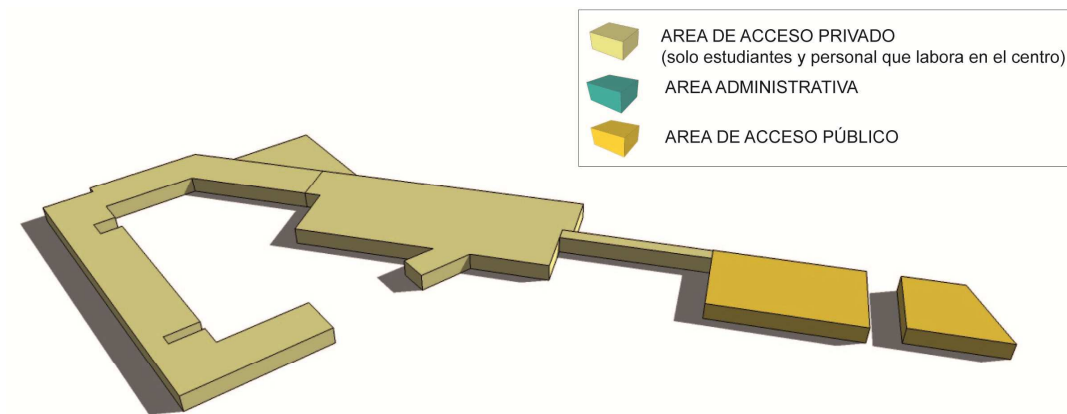 AREA DE ACCESO PRIVADO
(solo estudiantes y personal que labora en el centro)
AREA ADMINISTRATIVA
AREA DE ACCESO PÚBLICO